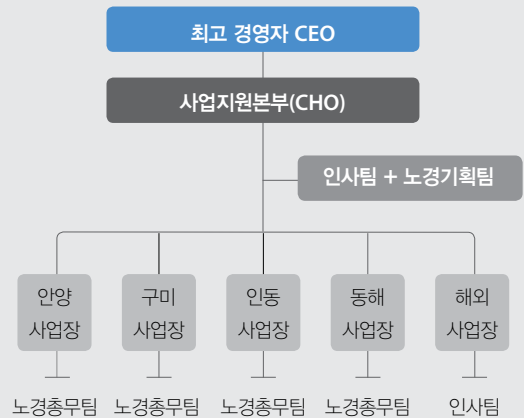 최고 경영자 CEO
사업지원본부(CHO)
인사팀 + 노경기획팀
안양
사업장
구미
사업장
인동
사업장
동해
사업장
해외
사업장
노경총무팀
노경총무팀
노경총무팀
노경총무팀
인사팀